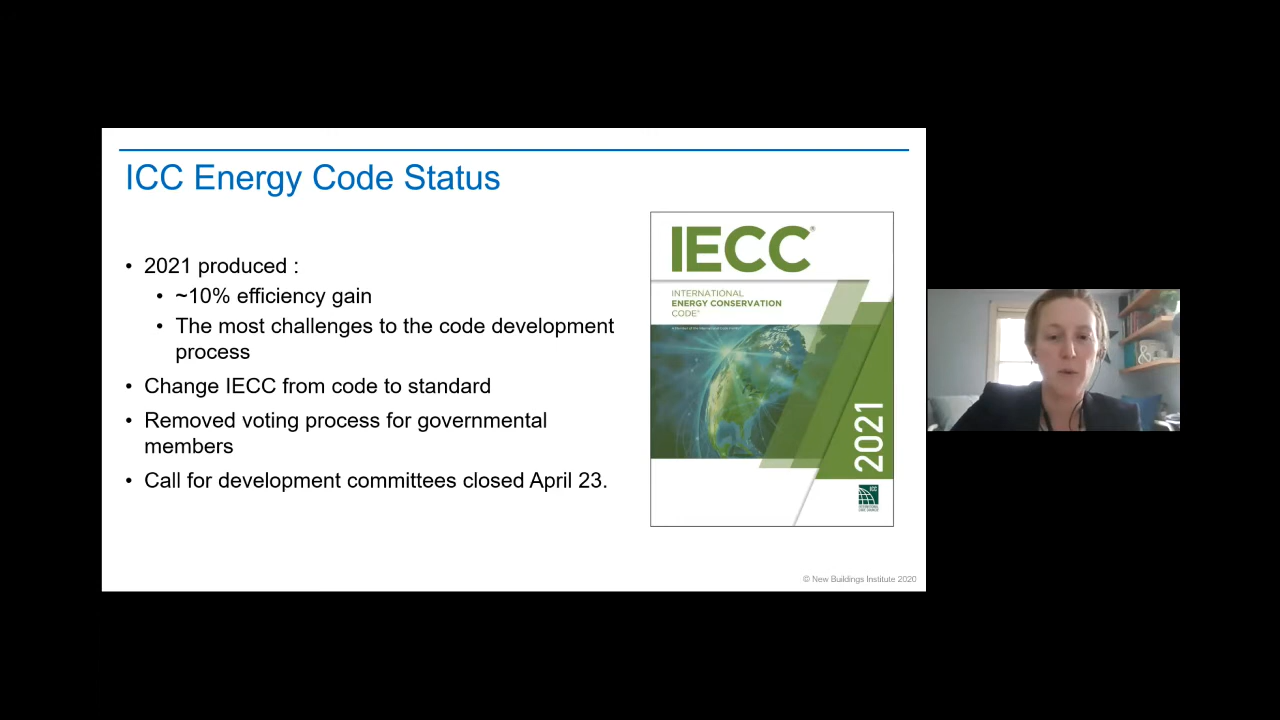 ICC Energy Code Status
• 2021 produced :
• ~10% efficiency gain
• The most challenges to the code development
process
• Change IECC from code to standard
• Removed voting process for governmental
members
• Call for development committees closed April 23.
IECC®
INTERNATIONAL
ENERGY CONSERVATION
CODE®
2021
ICC
© New Buildings Institute 2020